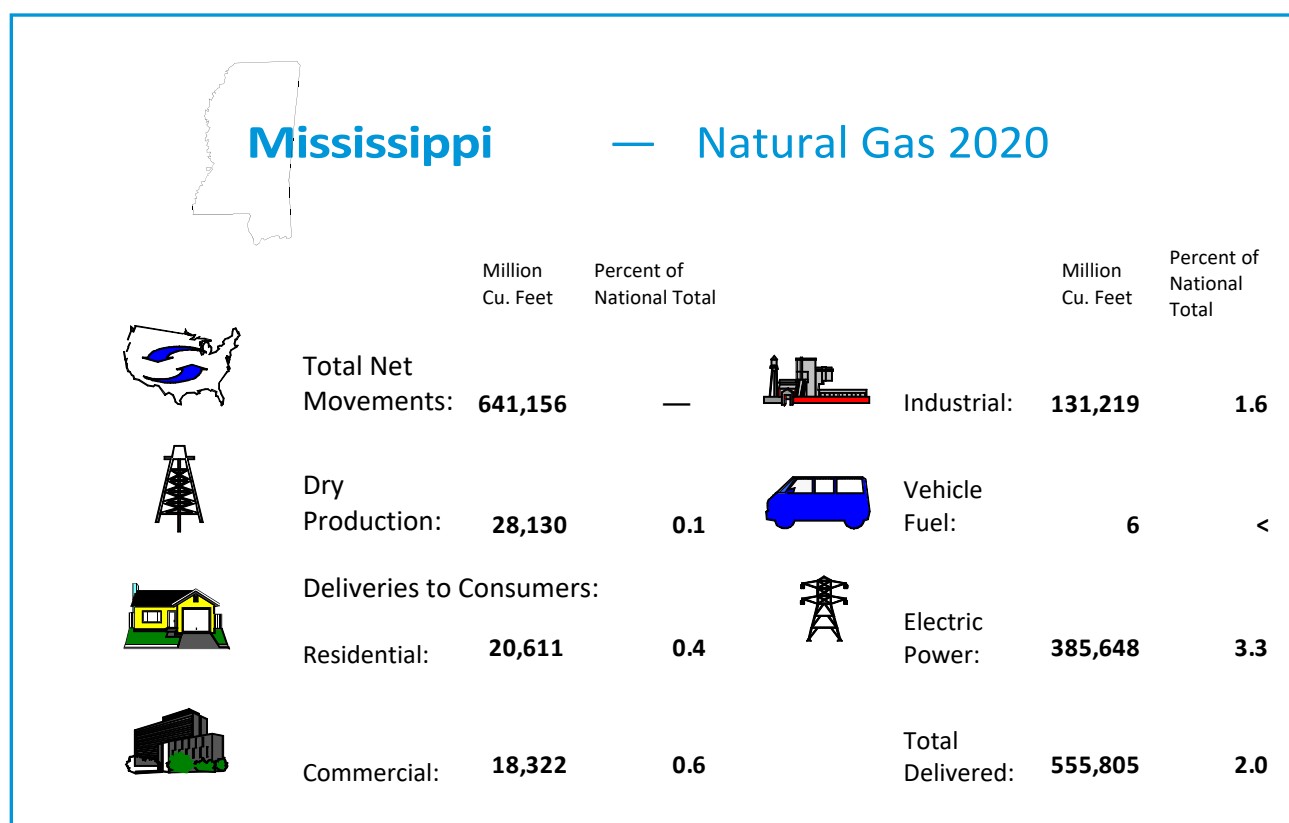 Mississippi — Natural Gas 2020
Million
Cu. Feet
Percent of
National Total
Million
Cu. Feet
Percent of
National
Total
Total Net
Movements: 641,156 —
Industrial: 131,219 1.6
Dry
Production: 28,130 0.1
Vehicle
Fuel: 6 <
Deliveries to Consumers:
Residential: 20,611 0.4
Electric
Power: 385,648 3.3
Commercial: 18,322 0.6
Total
Delivered: 555,805 2.0